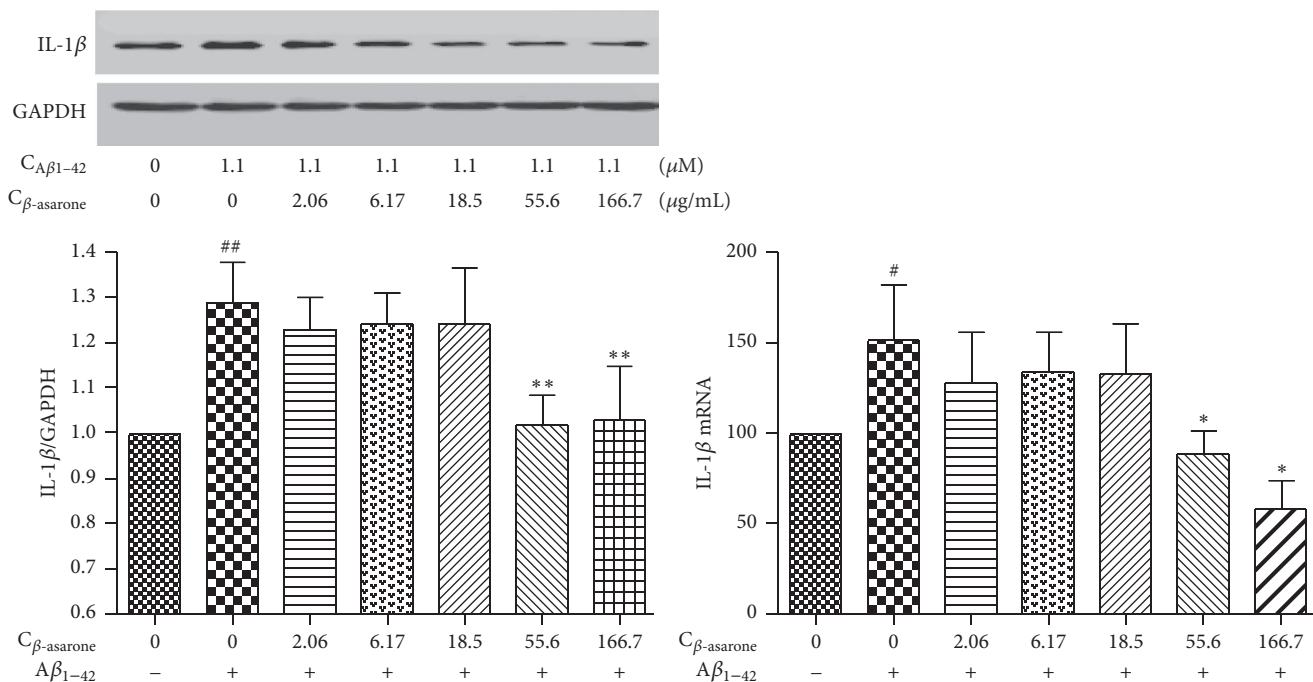 IL-1β
GAPDH
C Aβ1–42 0 1.1 1.1 1.1 1.1 1.1 1.1 (μM)
C β-asarone 0 0 2.06 6.17 18.5 55.6 166.7 (μg/mL)
IL-1β/GAPDH
1.4
1.3
1.2
1.1
1.0
0.9
0.8
0.7
0.6
##
**
**
C β-asarone 0 0 2.06 6.17 18.5 55.6 166.7
Aβ1–42 – + + + + + +
IL-1β mRNA
200
150
100
50
0
#
*
*
C β-asarone 0 0 2.06 6.17 18.5 55.6 166.7
Aβ1–42 – + + + + + +